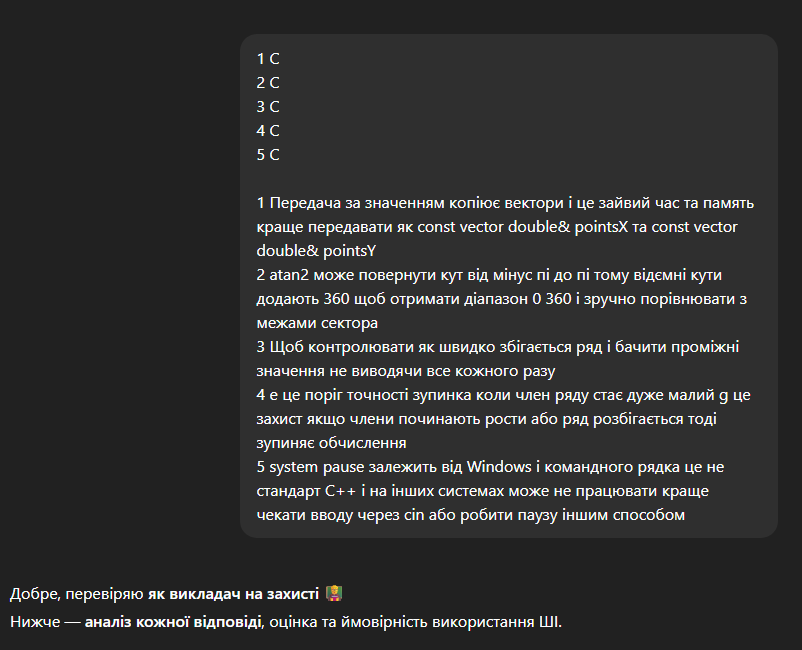 1 C
2 C
3 C
4 C
5 C
1 Передача за значенням копіює вектори і це зайвий час та память
краще передавати як const vector double& pointsX та const vector
double& pointsY
2 atan2 може повернути кут від мінус пі до пі тому відємні кути
додають 360 щоб отримати діапазон 0 360 і зручно порівнювати з
межами сектора
3 Щоб контролювати як швидко збігається ряд і бачити проміжні
значення не виводячи все кожного разу
4 e це поріг точності зупинка коли член ряду стає дуже малий g це
захист якщо члени починають рости або ряд розбігається тоді
зупиняє обчислення
5 system pause залежить від Windows і командного рядка це не
стандарт C++ і на інших системах може не працювати краще
чекати вводу через cin або робити паузу іншим способом
Добре, перевіряю як викладач на захисті 👨‍🏫
Нижче — аналіз кожної відповіді, оцінка та ймовірність використання ШІ.